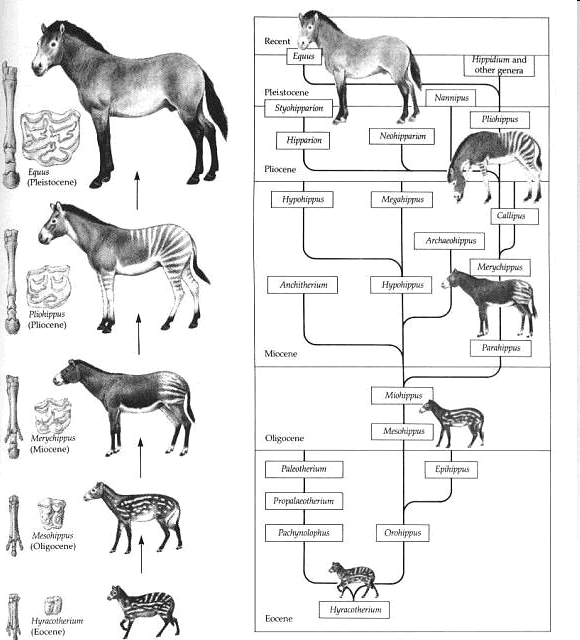 Equus
(Pleistocene)
Pliohippus
(Pliocene)
Merychippus
(Miocene)
Mesohippus
(Oligocene)
Hyracotherium
(Eocene)
Recent
Equus
Hippidium and
other genera
Pleistocene
Nannipus
Styohipparion
Pliohippus
Hipparion
Neohipparion
Pliocene
Hypohippus
Megahippus
Callipus
Archaeohippus
Merychippus
Anchitherium
Hypohippus
Parahippus
Miocene
Miohippus
Mesohippus
Oligocene
Paleotherium
Epihippus
Propalaeotherium
Pachynolophus
Orohippus
Hyracotherium
Eocene